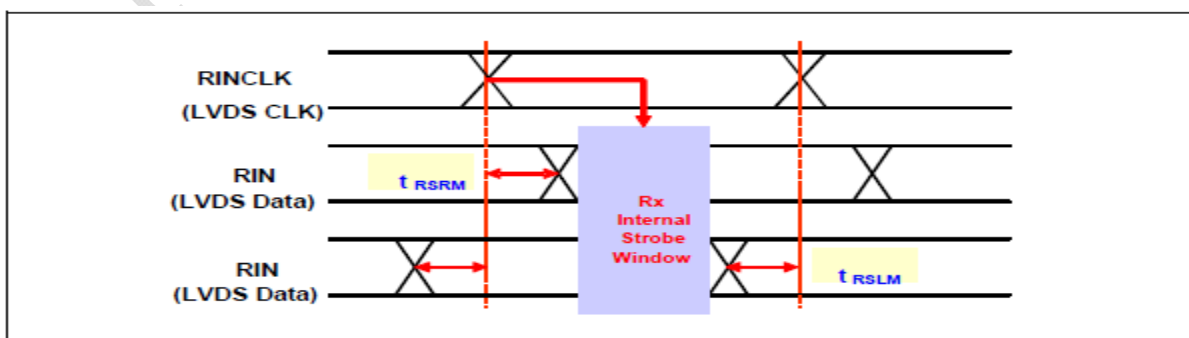 RINCLK
(LVDS CLK)
RIN
(LVDS Data)
t RSRM
Rx
Internal
Strobe
Window
RIN
(LVDS Data)
t RSLM